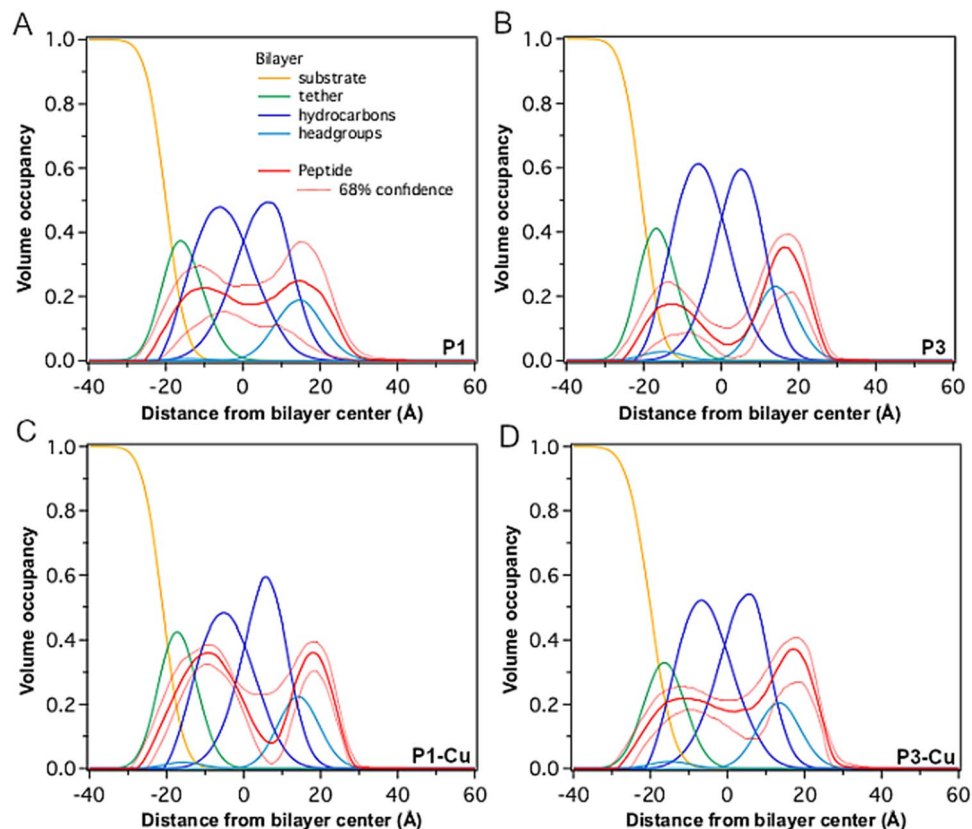 A
1.0
0.8
0.6
0.4
0.2
0.0
Volume occupancy
Bilayer
substrate
tether
hydrocarbons
headgroups
Peptide
68% confidence
P1
-40 -20 0 20 40 60
Distance from bilayer center (Å)
B
1.0
0.8
0.6
0.4
0.2
0.0
Volume occupancy
P3
-40 -20 0 20 40 60
Distance from bilayer center (Å)
C
1.0
0.8
0.6
0.4
0.2
0.0
Volume occupancy
P1-Cu
-40 -20 0 20 40 60
Distance from bilayer center (Å)
D
1.0
0.8
0.6
0.4
0.2
0.0
Volume occupancy
P3-Cu
-40 -20 0 20 40 60
Distance from bilayer center (Å)